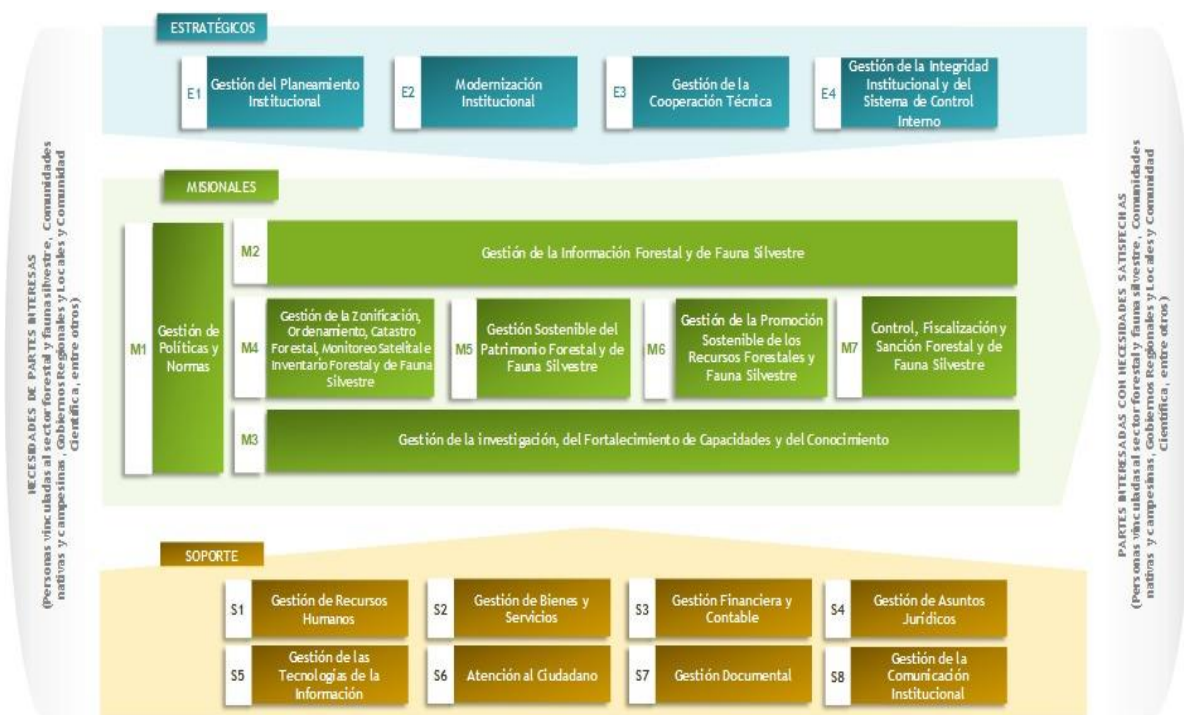 ESTRATÉGICOS
E1
Gestión del Planeamiento
Institucional
E2
Modernización
Institucional
E3
Gestión de la
Cooperación Técnica
E4
Gestión de la Integridad
Institucional y del
Sistema de Control
Interno
NECESIDADES DE PARTES INTERESAS
(Personas vinculadas al sector forestal y fauna silvestre, Comunidades
nativas y campesinas, Gobiernos Regionales y Locales y Comunidad
Científica, entre otros)
MISIONALES
M1
Gestión de
Políticas y
Normas
M2
Gestión de la Información Forestal y de Fauna Silvestre
M4
Gestión de la Zonificación,
Ordenamiento, Catastro
Forestal, Monitoreo Satelital e
Inventario Forestal y de Fauna
Silvestre
M5
Gestión Sostenible del
Patrimonio Forestal y de
Fauna Silvestre
M6
Gestión de la Promoción
Sostenible de los
Recursos Forestales y
Fauna Silvestre
M7
Control, Fiscalización y
Sanción Forestal y de
Fauna Silvestre
M3
Gestión de la investigación, del Fortalecimiento de Capacidades y del Conocimiento
PARTES INTERESADAS CON NECESIDADES SATISFECHAS
(Personas vinculadas al sector forestal y fauna silvestre, Comunidades
nativas y campesinas, Gobiernos Regionales y Locales y Comunidad
Científica, entre otros)
SOPORTE
S1
Gestión de Recursos
Humanos
S2
Gestión de Bienes y
Servicios
S3
Gestión Financiera y
Contable
S4
Gestión de Asuntos
Jurídicos
S5
Gestión de las
Tecnologías de la
Información
S6
Atención al Ciudadano
S7
Gestión Documental
S8
Gestión de la
Comunicación
Institucional